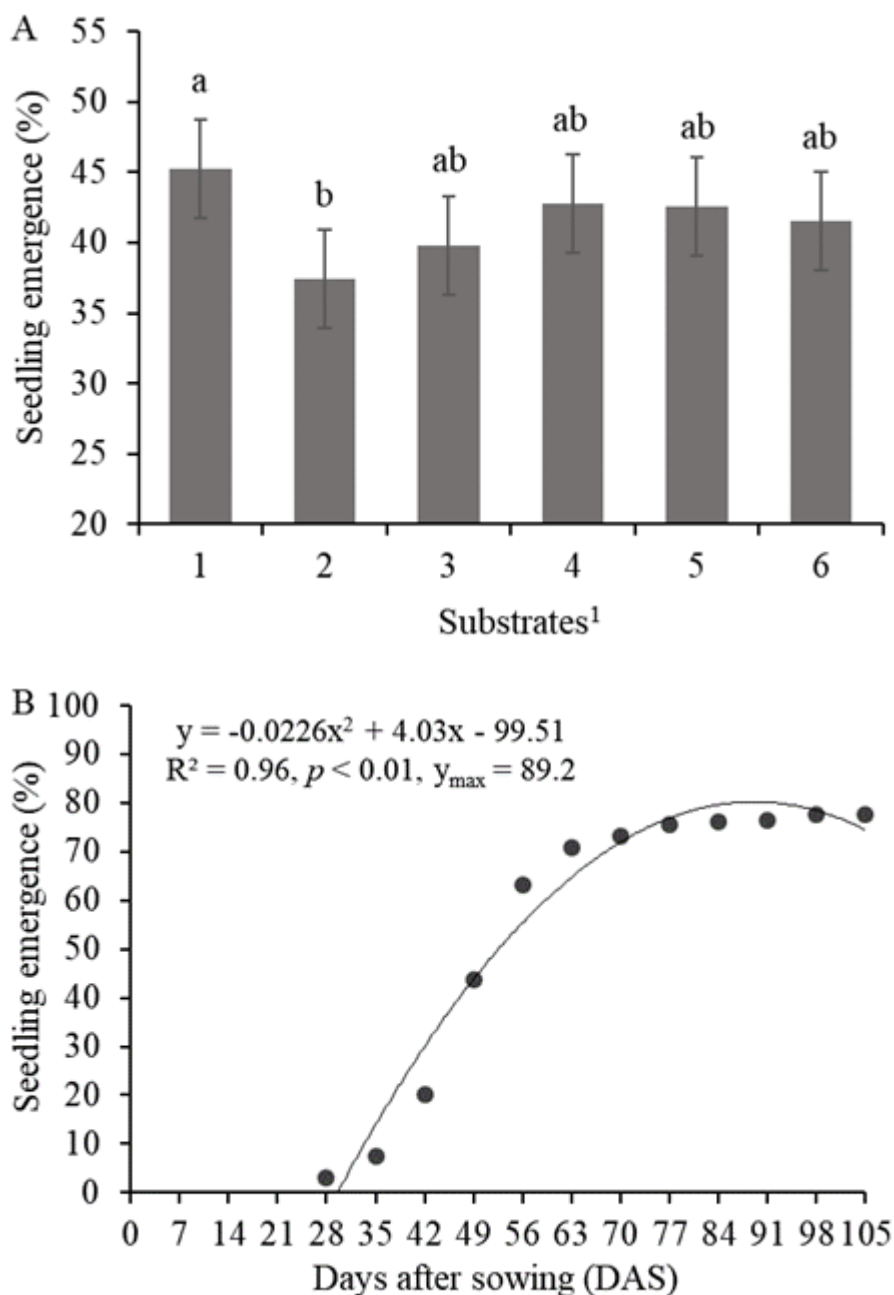 A
Seedling emergence (%)
55
50
45
40
35
30
25
20
a
b
ab
ab
ab
ab
1 2 3 4 5 6
Substrates¹
B
Seedling emergence (%)
100
90
80
70
60
50
40
30
20
10
0
y = -0.0226x² + 4.03x - 99.51
R² = 0.96, p < 0.01, yₘₐₓ = 89.2
0 7 14 21 28 35 42 49 56 63 70 77 84 91 98 105
Days after sowing (DAS)